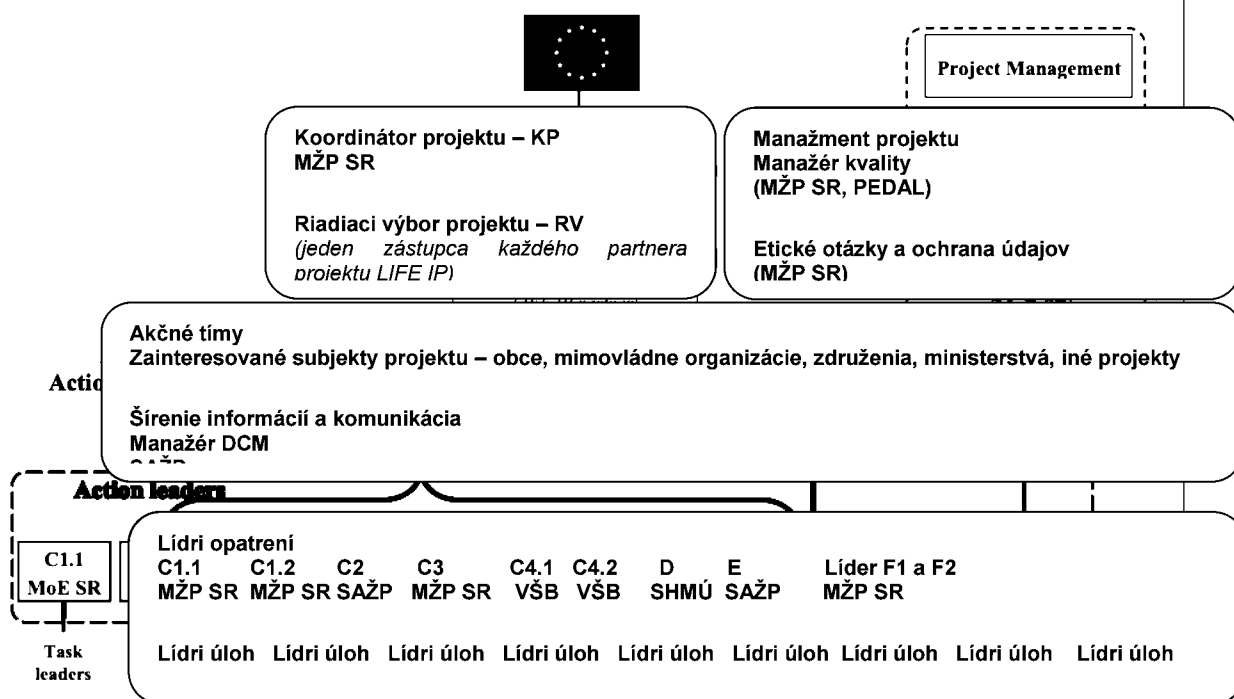 Project Management
Koordinátor projektu – KP
MŽP SR
Riadiaci výbor projektu – RV
(jeden zástupca každého partnera
projektu LIFE IP)
Manažment projektu
Manažér kvality
(MŽP SR, PEDAL)
Etické otázky a ochrana údajov
(MŽP SR)
Akčné tímy
Zainteresované subjekty projektu – obce, mimovládne organizácie, združenia, ministerstvá, iné projekty
Šírenie informácií a komunikácia
Manažér DCM
SAŽP
Action leaders
C1.1
MoE SR
Task
leaders
Lídri opatrení
C1.1 C1.2 C2 C3 C4.1 C4.2 D E Líder F1 a F2
MŽP SR MŽP SR SAŽP MŽP SR VŠB VŠB SHMÚ SAŽP MŽP SR
Lídri úloh Lídri úloh Lídri úloh Lídri úloh Lídri úloh Lídri úloh Lídri úloh Lídri úloh Lídri úloh